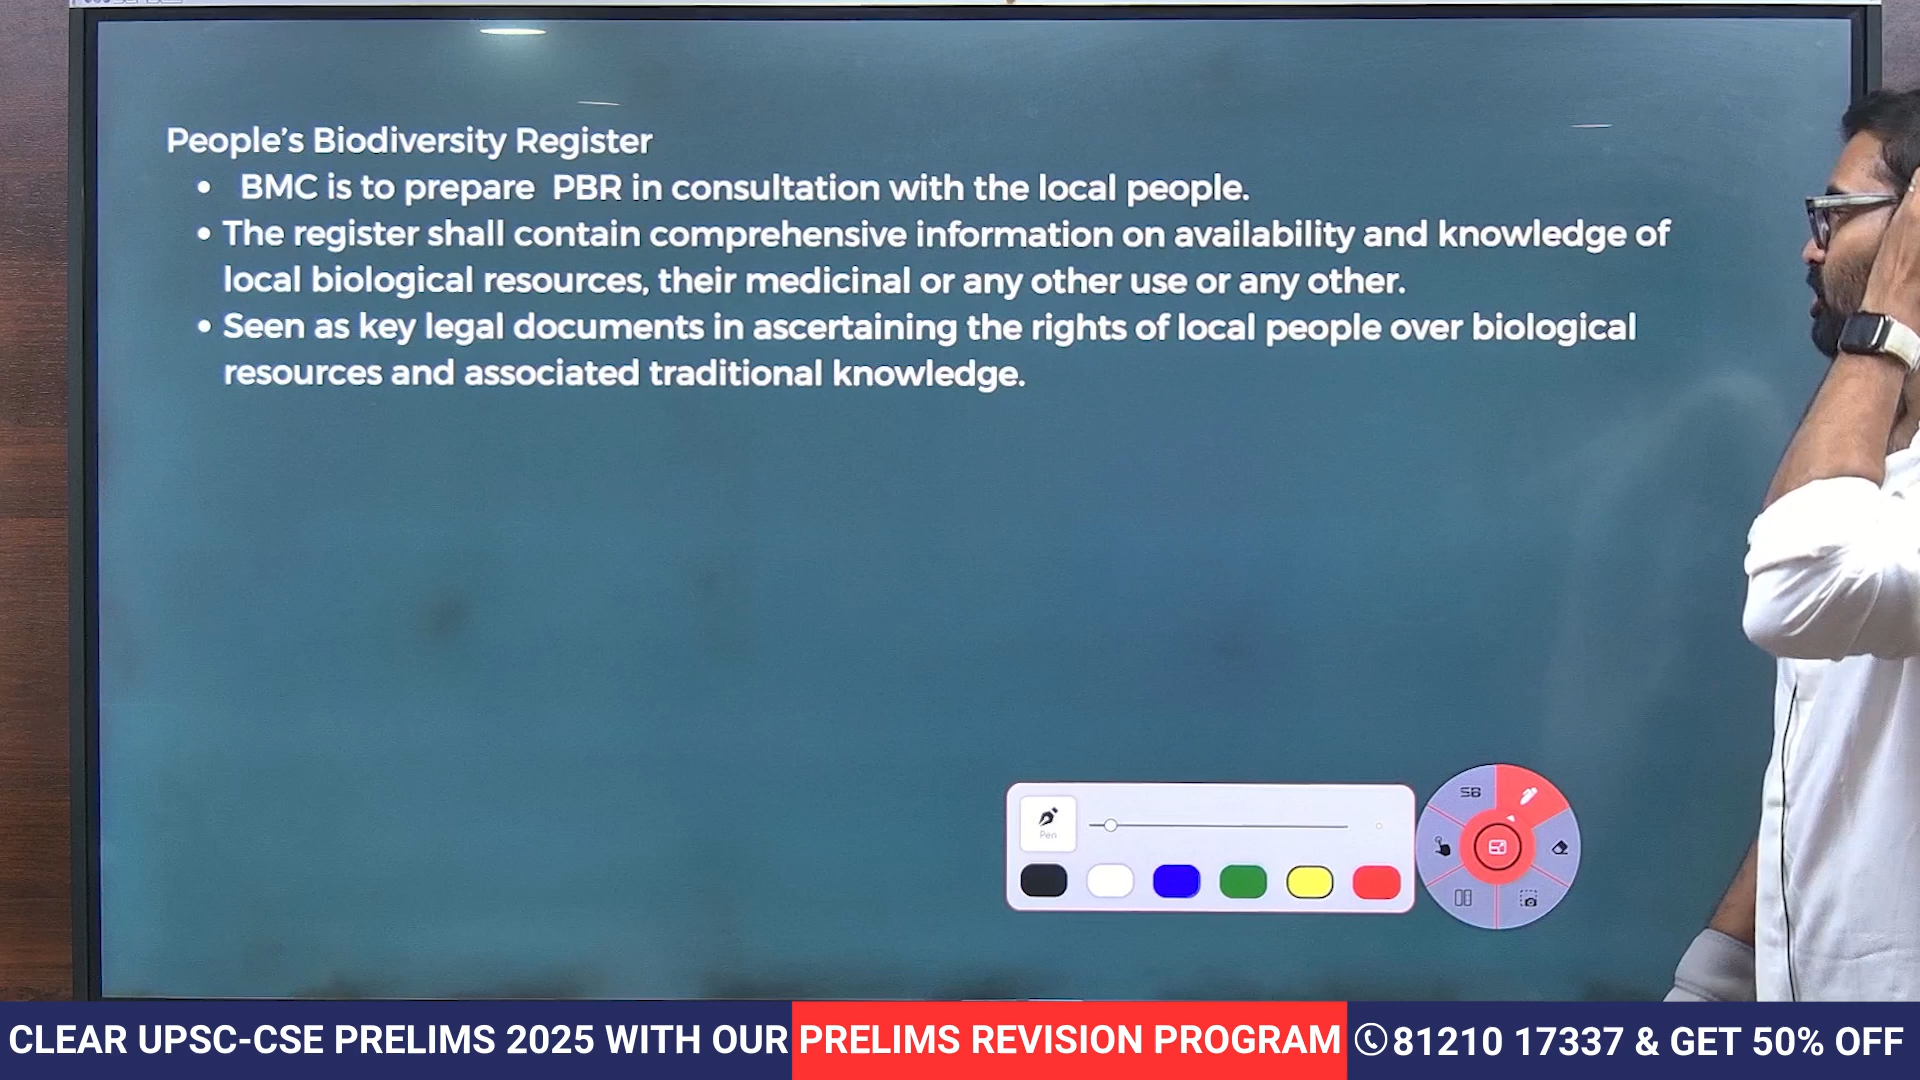 People's Biodiversity Register
• BMC is to prepare PBR in consultation with the local people.
• The register shall contain comprehensive information on availability and knowledge of
local biological resources, their medicinal or any other use or any other.
• Seen as key legal documents in ascertaining the rights of local people over biological
resources and associated traditional knowledge.
Pen
SB
CLEAR UPSC-CSE PRELIMS 2025 WITH OUR PRELIMS REVISION PROGRAM 81210 17337 & GET 50% OFF